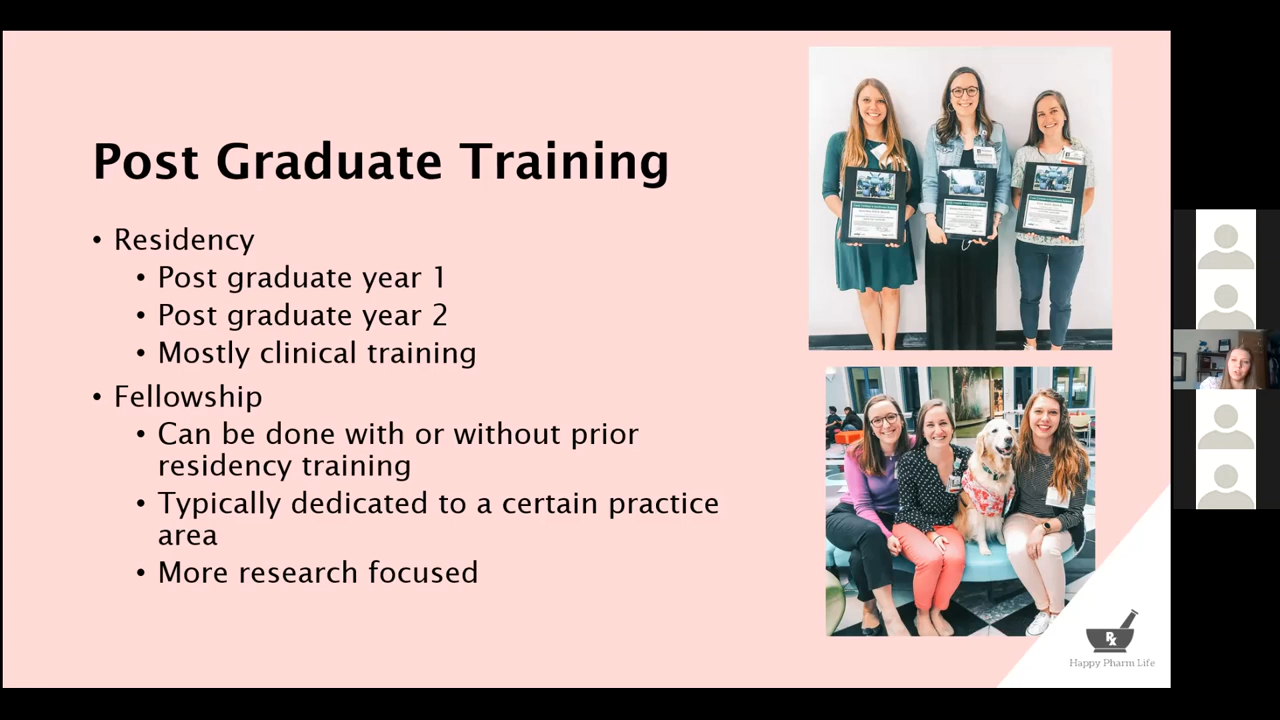 Post Graduate Training
• Residency
• Post graduate year 1
• Post graduate year 2
• Mostly clinical training
• Fellowship
• Can be done with or without prior
residency training
• Typically dedicated to a certain practice
area
• More research focused
Rx
Happy Pharm Life